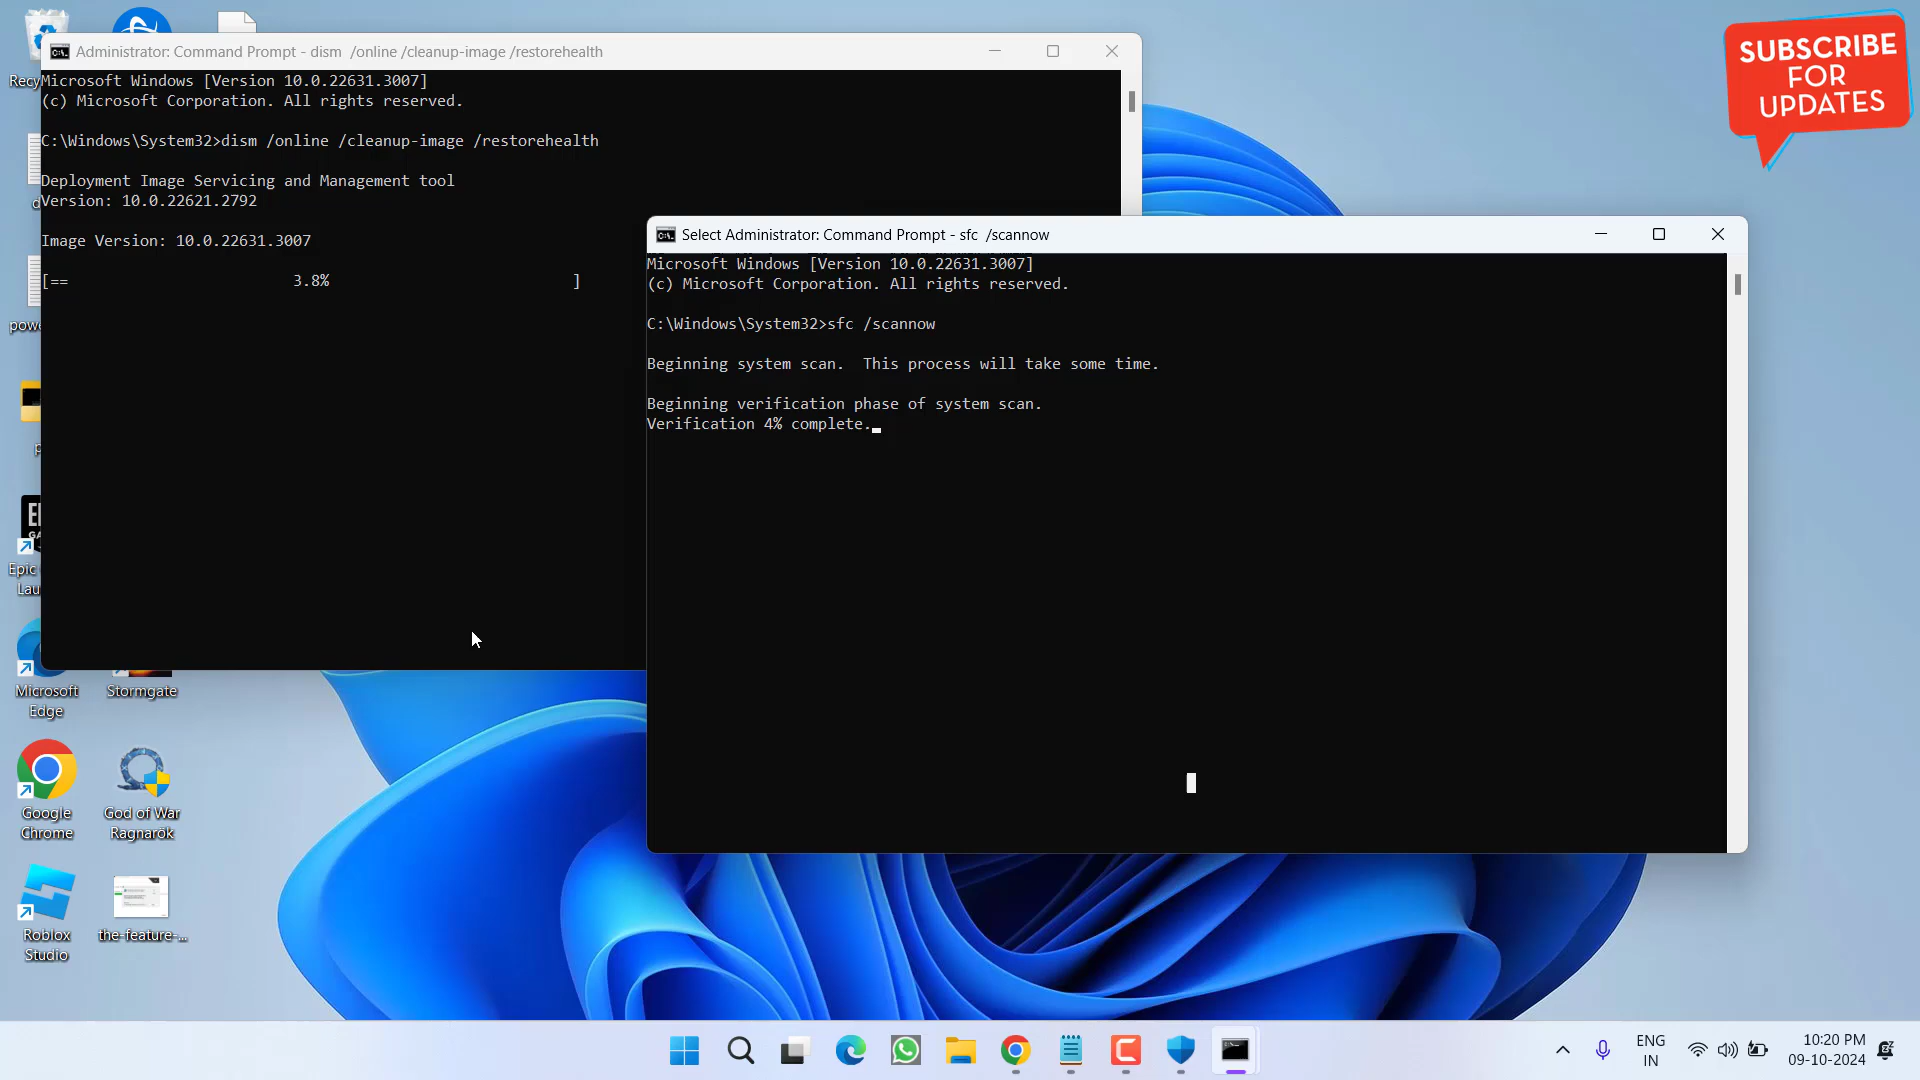 Administrator: Command Prompt - dism  /online /cleanup-image /restorehealth
Microsoft Windows [Version 10.0.22631.3007]
(c) Microsoft Corporation. All rights reserved.
C:\Windows\System32>dism /online /cleanup-image /restorehealth
Deployment Image Servicing and Management tool
Version: 10.0.22621.2792
Image Version: 10.0.22631.3007
[==                         3.8%                           ]
Select Administrator: Command Prompt - sfc  /scannow
Microsoft Windows [Version 10.0.22631.3007]
(c) Microsoft Corporation. All rights reserved.
C:\Windows\System32>sfc /scannow
Beginning system scan.  This process will take some time.
Beginning verification phase of system scan.
Verification 4% complete.
SUBSCRIBE
FOR
UPDATES
Recy
d
powe
p
Epic
Lau
Microsoft
Edge
Stormgate
Google
Chrome
God of War
Ragnarök
Roblox
Studio
the-feature-...
ENG
IN
10:20 PM
09-10-2024